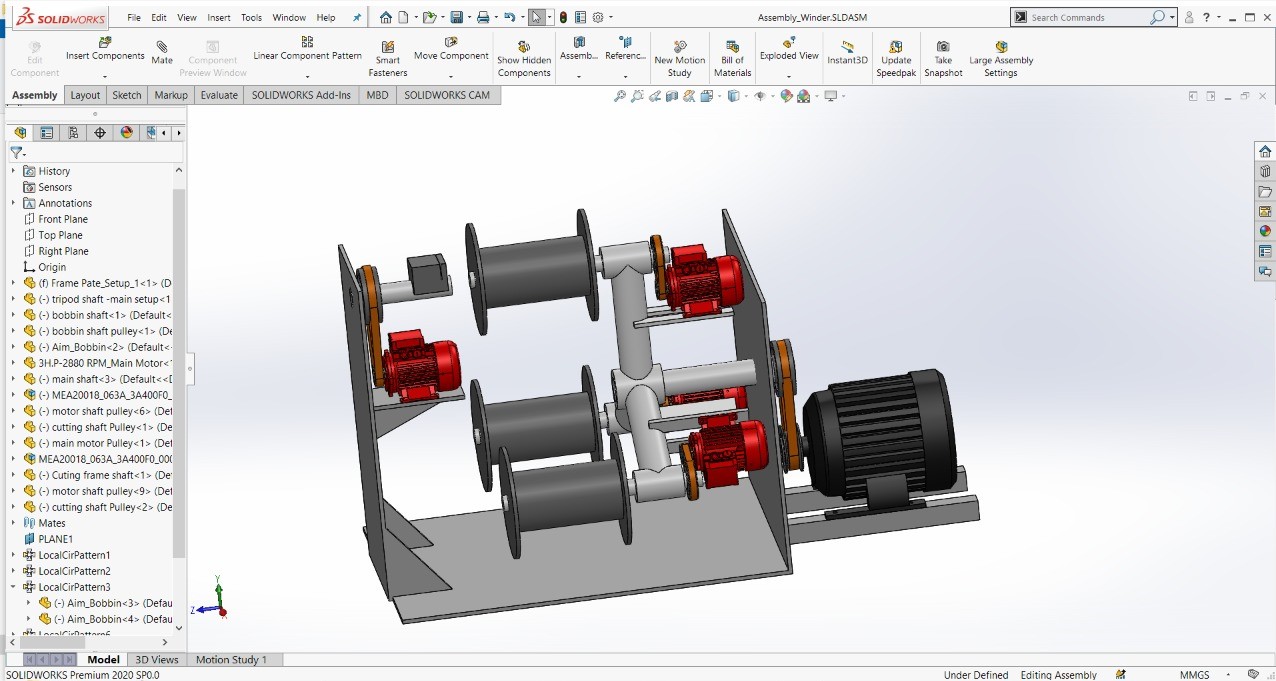 SOLIDWORKS File Edit View Insert Tools Window Help Assembly_Winder.SLDASM Search Commands ?
Edit Component
Insert Components
Mate
Component Preview Window
Linear Component Pattern
Smart Fasteners
Move Component
Show Hidden Components
Assemb...
Referenc...
New Motion Study
Bill of Materials
Exploded View
Instant3D
Update Speedpak
Take Snapshot
Large Assembly Settings
Assembly Layout Sketch Markup Evaluate SOLIDWORKS Add-Ins MBD SOLIDWORKS CAM
History
Sensors
Annotations
Front Plane
Top Plane
Right Plane
Origin
(f) Frame Pate_Setup_1<1> (D
(-) tripod shaft -main setup<1
(-) bobbin shaft<1> (Default<
(-) bobbin shaft pulley<1> (De
(-) Aim_Bobbin<2> (Default<
3H.P-2880 RPM_Main Motor<
(-) main shaft<3> (Default<<D
(-) MEA20018_063A_3A400F0_
(-) motor shaft pulley<6> (Def
(-) cutting shaft Pulley<1> (De
(-) main motor Pulley<1> (Def
MEA20018_063A_3A400F0_000
(-) Cuting frame shaft<1> (De
(-) motor shaft pulley<9> (Def
(-) cutting shaft Pulley<2> (De
Mates
PLANE1
LocalCirPattern1
LocalCirPattern2
LocalCirPattern3
(-) Aim_Bobbin<3> (Defau
(-) Aim_Bobbin<4> (Defau
Y
Z
X
Model 3D Views Motion Study 1
SOLIDWORKS Premium 2020 SP0.0 Under Defined Editing Assembly MMGS